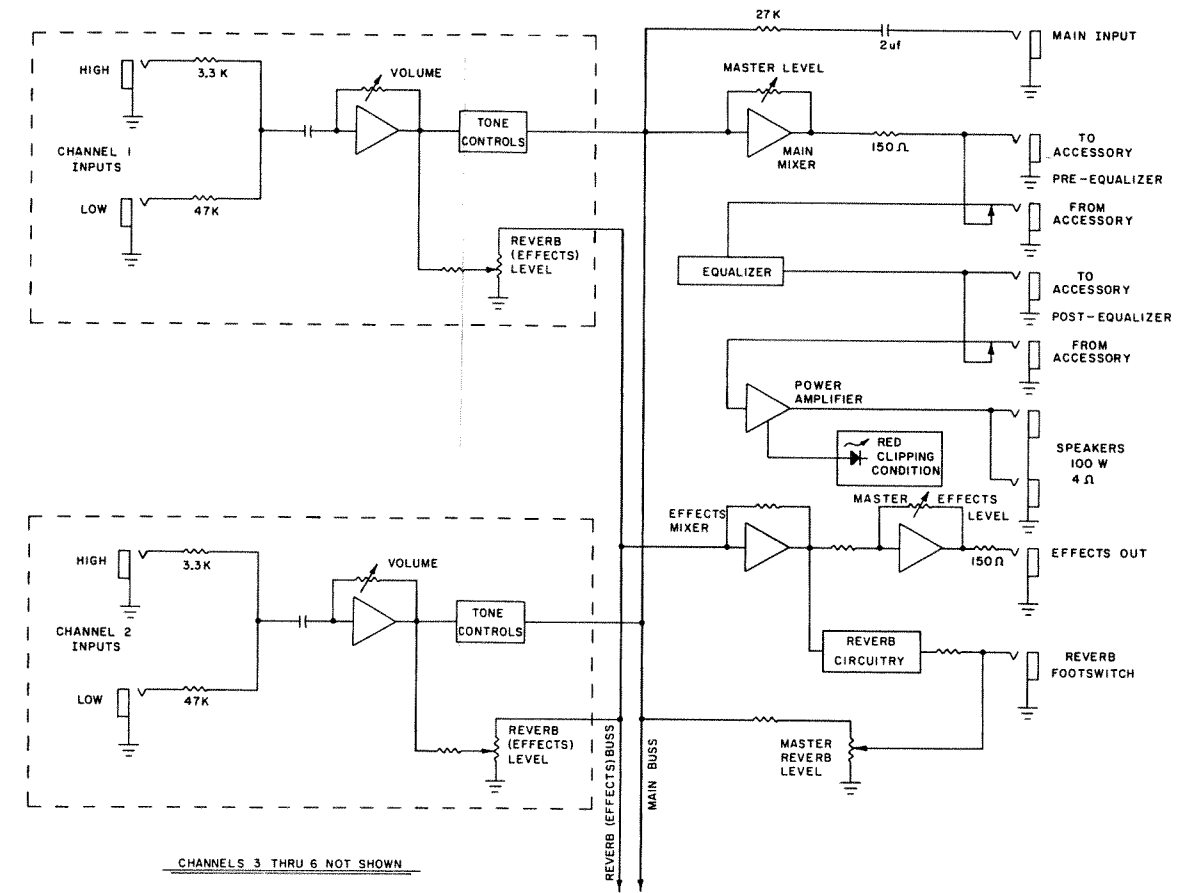 HIGH
3.3 K
CHANNEL 1
INPUTS
LOW
47K
VOLUME
TONE
CONTROLS
REVERB
(EFFECTS)
LEVEL
27K
2uf
MAIN INPUT
MASTER LEVEL
MAIN
MIXER
150Ω
TO
ACCESSORY
PRE-EQUALIZER
FROM
ACCESSORY
EQUALIZER
TO
ACCESSORY
POST-EQUALIZER
FROM
ACCESSORY
POWER
AMPLIFIER
RED
CLIPPING
CONDITION
SPEAKERS
100 W
4Ω
HIGH
3.3K
CHANNEL 2
INPUTS
LOW
47K
VOLUME
TONE
CONTROLS
REVERB
(EFFECTS)
LEVEL
EFFECTS
MIXER
MASTER EFFECTS
LEVEL
150Ω
EFFECTS OUT
REVERB
CIRCUITRY
REVERB
FOOTSWITCH
MASTER
REVERB
LEVEL
REVERB (EFFECTS) BUSS
MAIN BUSS
CHANNELS 3 THRU 6 NOT SHOWN